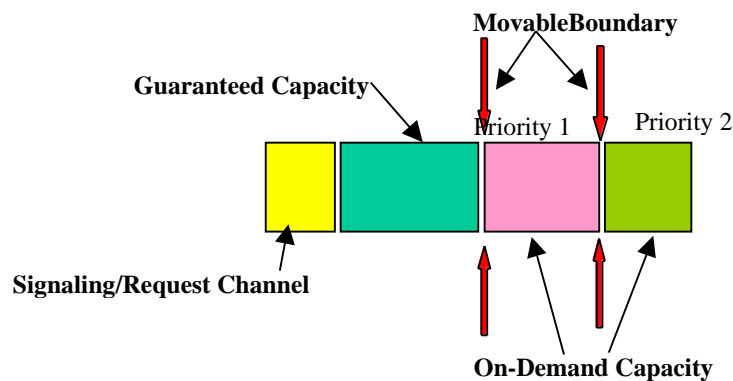 MovableBoundary
Guaranteed Capacity
Priority 1
Priority 2
Signaling/Request Channel
On-Demand Capacity